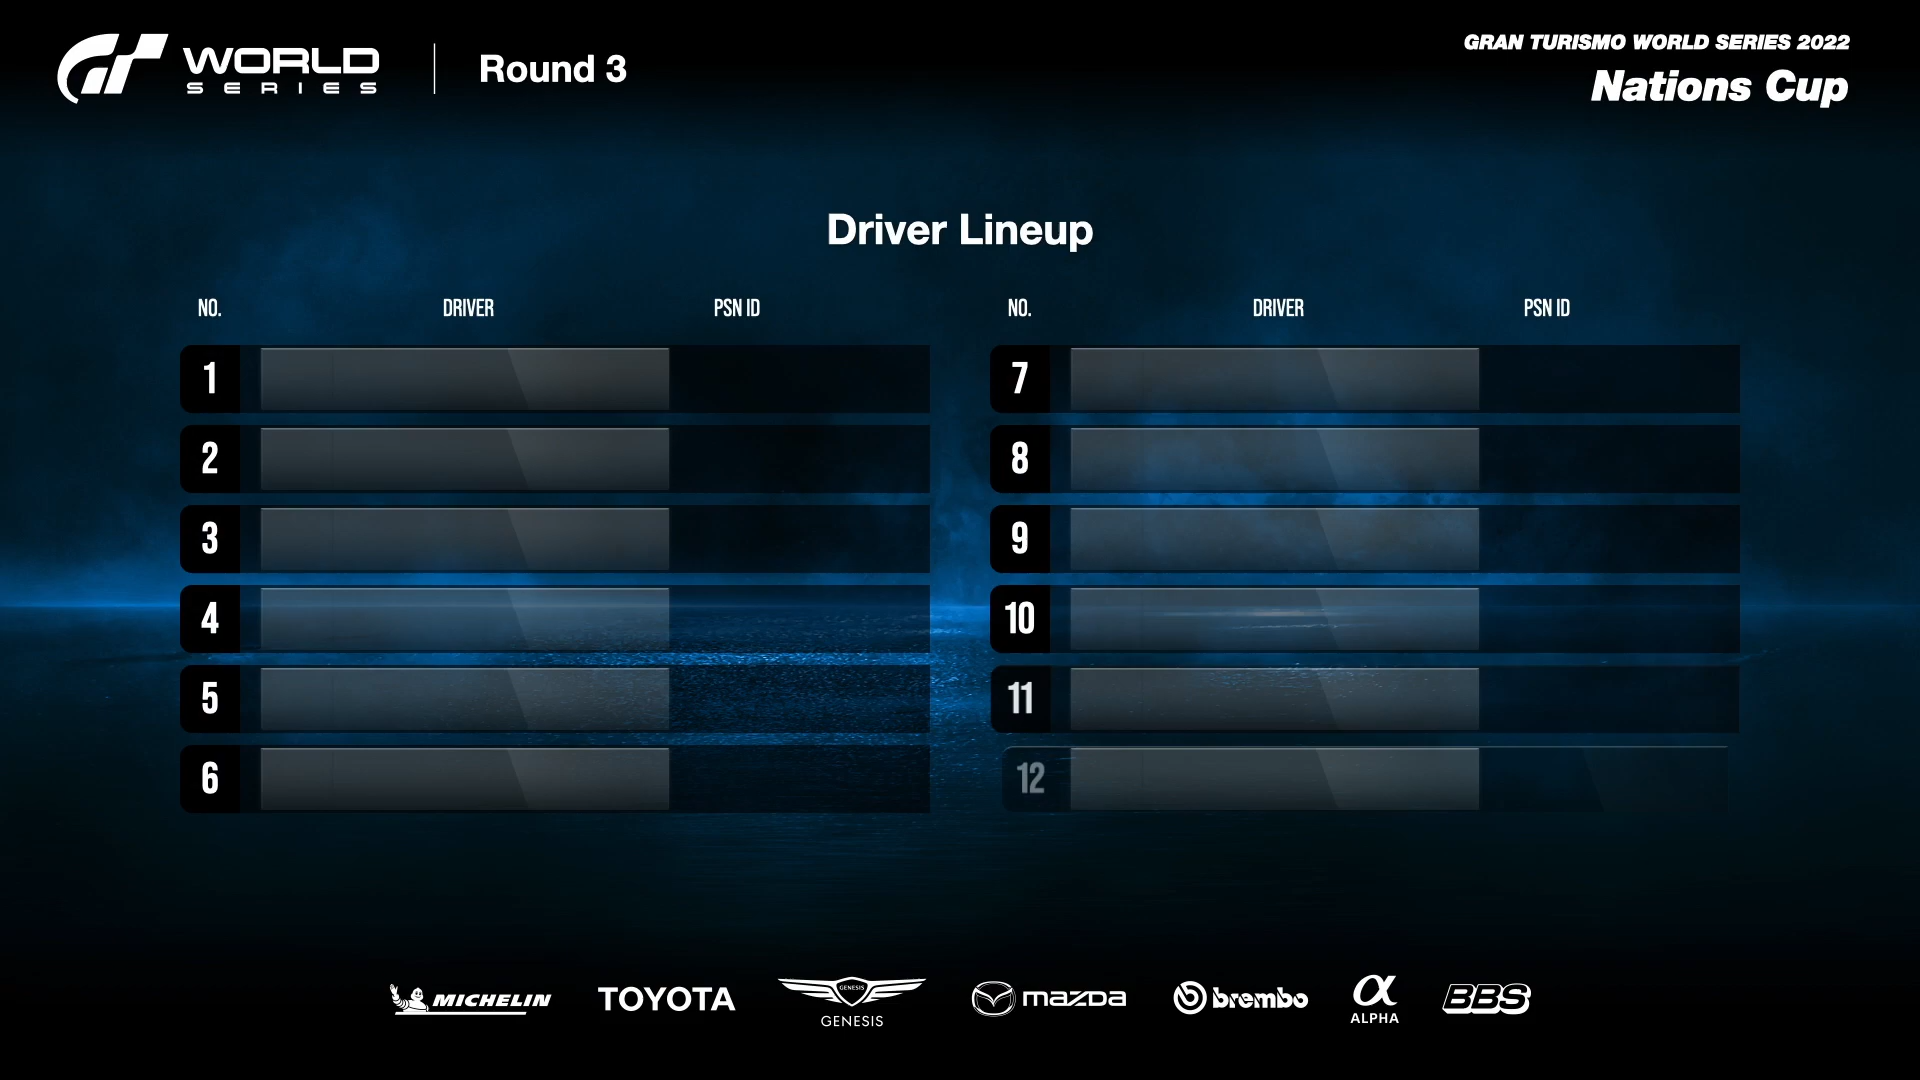 GT WORLD SERIES
Round 3
GRAN TURISMO WORLD SERIES 2022
Nations Cup
Driver Lineup
NO. DRIVER PSN ID
NO. DRIVER PSN ID
1
2
3
4
5
6
7
8
9
10
11
12
MICHELIN
TOYOTA
GENESIS
GENESIS
mazda
brembo
α
ALPHA
BBS